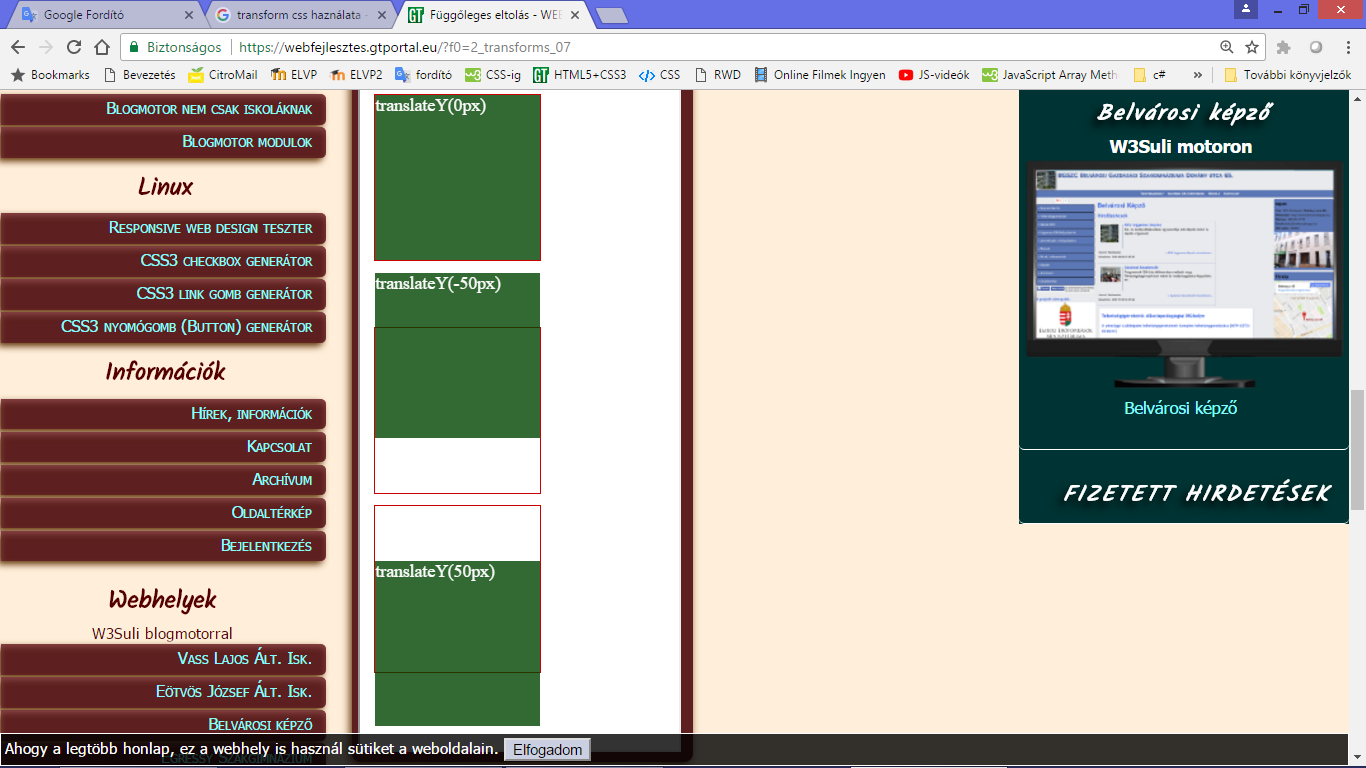 Google Fordító
transform css használata -
Függőleges eltolás - WEB
Biztonságos
https://webfejlesztes.gtportal.eu/?f0=2_transforms_07
Bookmarks
Bevezetés
CitroMail
ELVP
ELVP2
fordító
CSS-ig
HTML5+CSS3
CSS
RWD
Online Filmek Ingyen
JS-videók
JavaScript Array Meth
c#
»
További könyvjelzők
Blogmotor nem csak iskoláknak
Blogmotor modulok
Linux
Responsive web design teszter
CSS3 checkbox generátor
CSS3 link gomb generátor
CSS3 nyomógomb (Button) generátor
Információk
Hírek, információk
Kapcsolat
Archívum
Oldaltérkép
Bejelentkezés
Webhelyek
W3Suli blogmotorral
Vass Lajos Ált. Isk.
Eötvös József Ált. Isk.
Belvárosi képző
Egressy Szakgimnázium
translateY(0px)
translateY(-50px)
translateY(50px)
Belvárosi képző
W3Suli motoron
Belvárosi Képző
Belvárosi képző
FIZETETT HIRDETÉSEK
Ahogy a legtöbb honlap, ez a webhely is használ sütiket a weboldalain.
Elfogadom